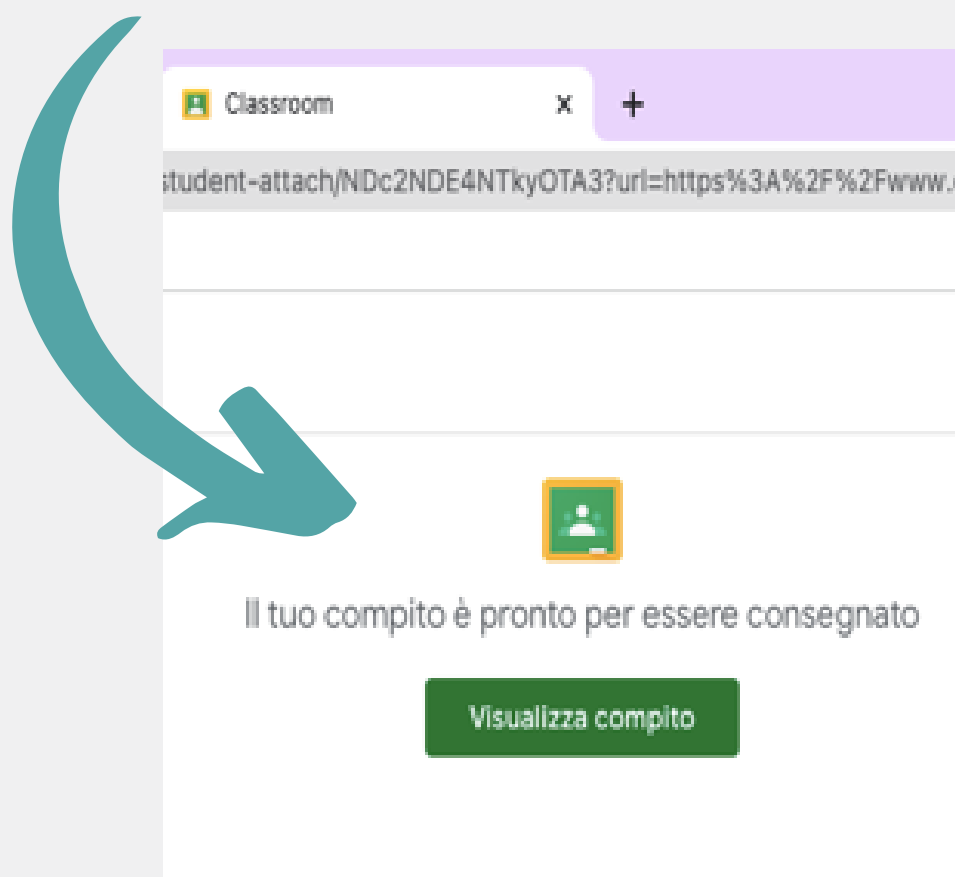 Classroom
student-attach/NDc2NDE4NTkyOTA3?url=https%3A%2F%2Fwww.
Il tuo compito è pronto per essere consegnato
Visualizza compito